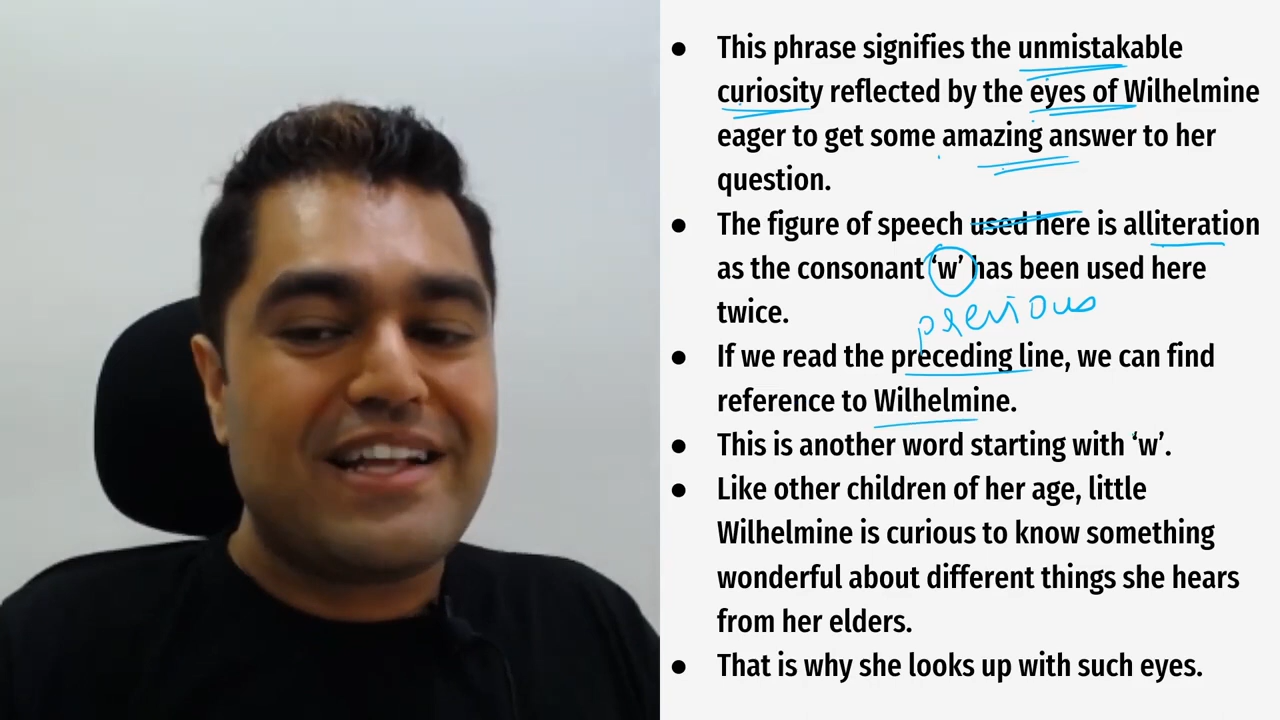 ● This phrase signifies the unmistakable
curiosity reflected by the eyes of Wilhelmine
eager to get some amazing answer to her
question.
● The figure of speech used here is alliteration
as the consonant ‘w’ has been used here
twice.
previous
● If we read the preceding line, we can find
reference to Wilhelmine.
● This is another word starting with ‘w’.
● Like other children of her age, little
Wilhelmine is curious to know something
wonderful about different things she hears
from her elders.
● That is why she looks up with such eyes.